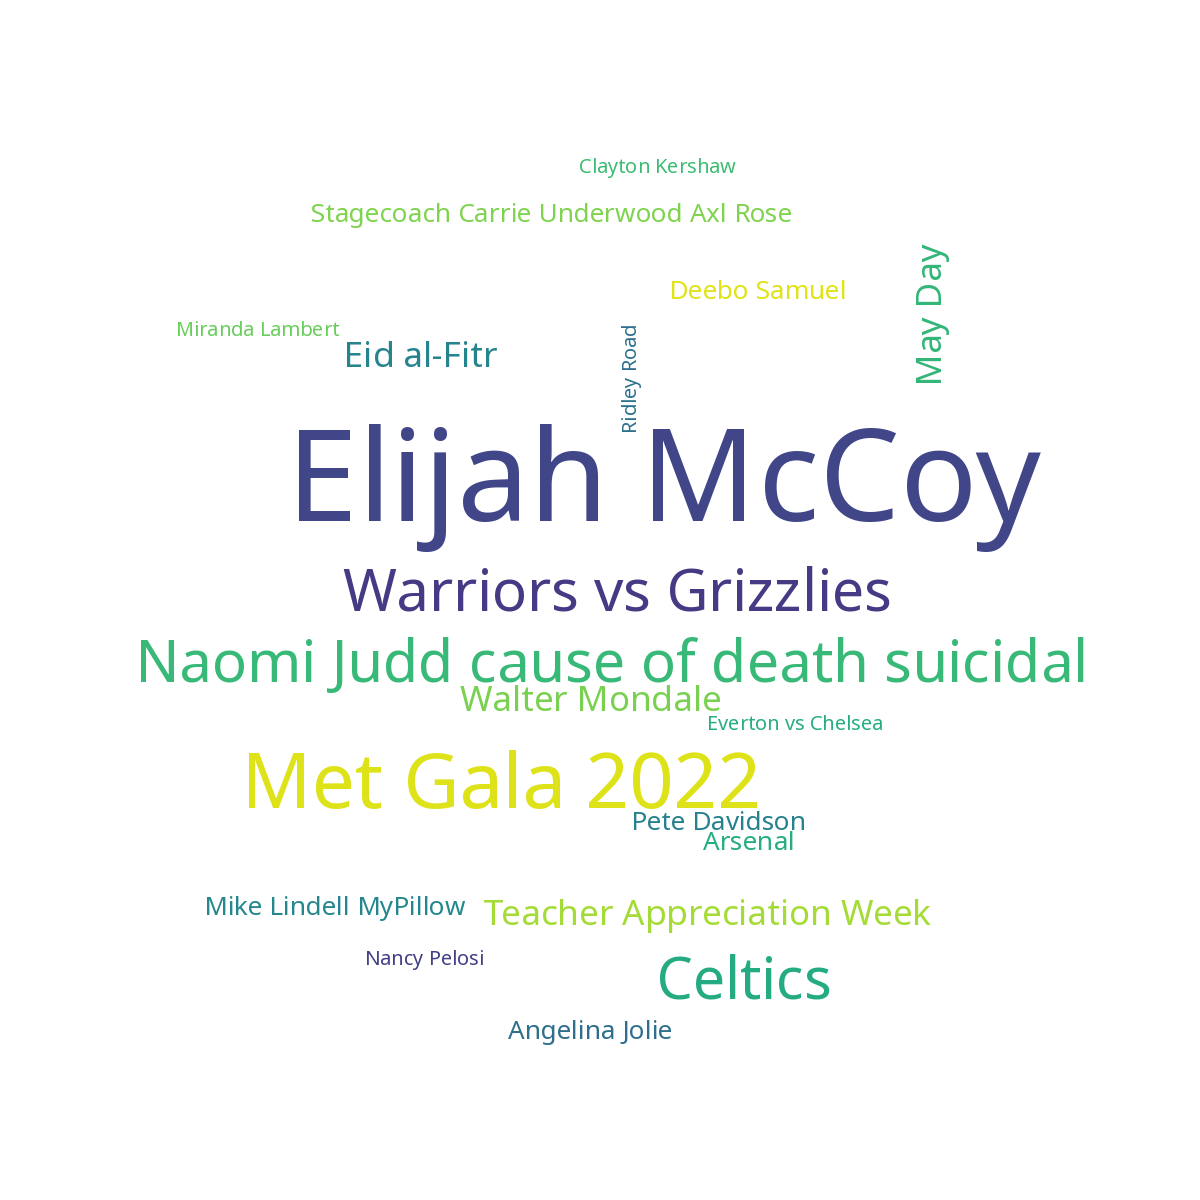 Clayton Kershaw
Stagecoach Carrie Underwood Axl Rose
May Day
Deebo Samuel
Miranda Lambert
Eid al-Fitr
Ridley Road
Elijah McCoy
Warriors vs Grizzlies
Naomi Judd cause of death suicidal
Walter Mondale
Everton vs Chelsea
Met Gala 2022
Pete Davidson
Arsenal
Mike Lindell MyPillow
Teacher Appreciation Week
Nancy Pelosi
Celtics
Angelina Jolie